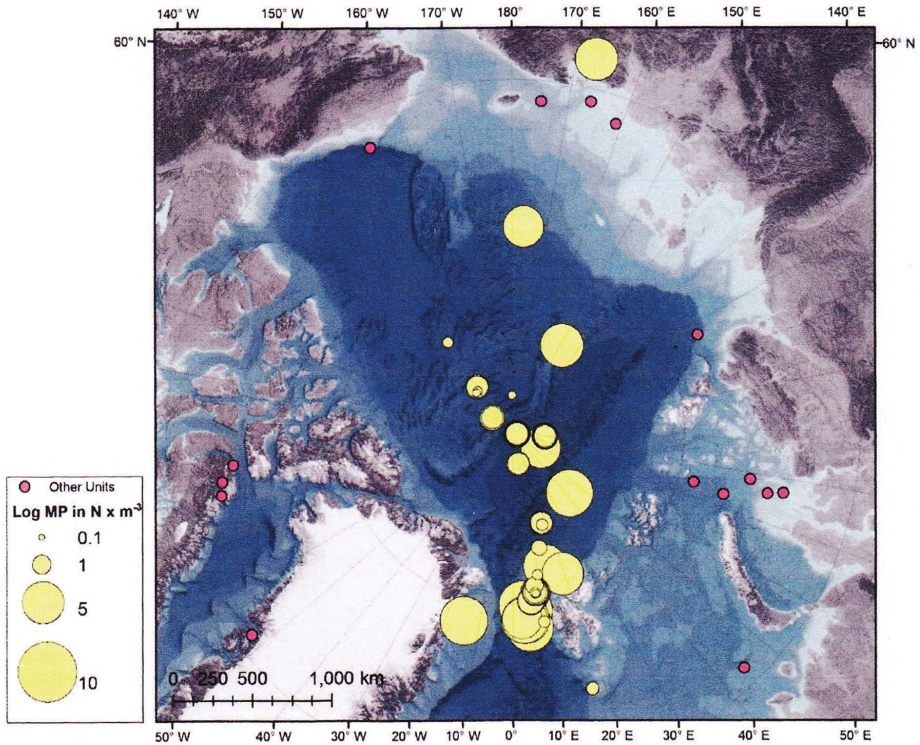 140° W 150° W 160° W 170° W 180° 170° E 160° E 150° E 140° E
60° N 60° N
Other Units
Log MP in N x m⁻³
0.1
1
5
10
0 250 500 1,000 km
50° W 40° W 30° W 20° W 10° W 0° 10° E 20° E 30° E 40° E 50° E